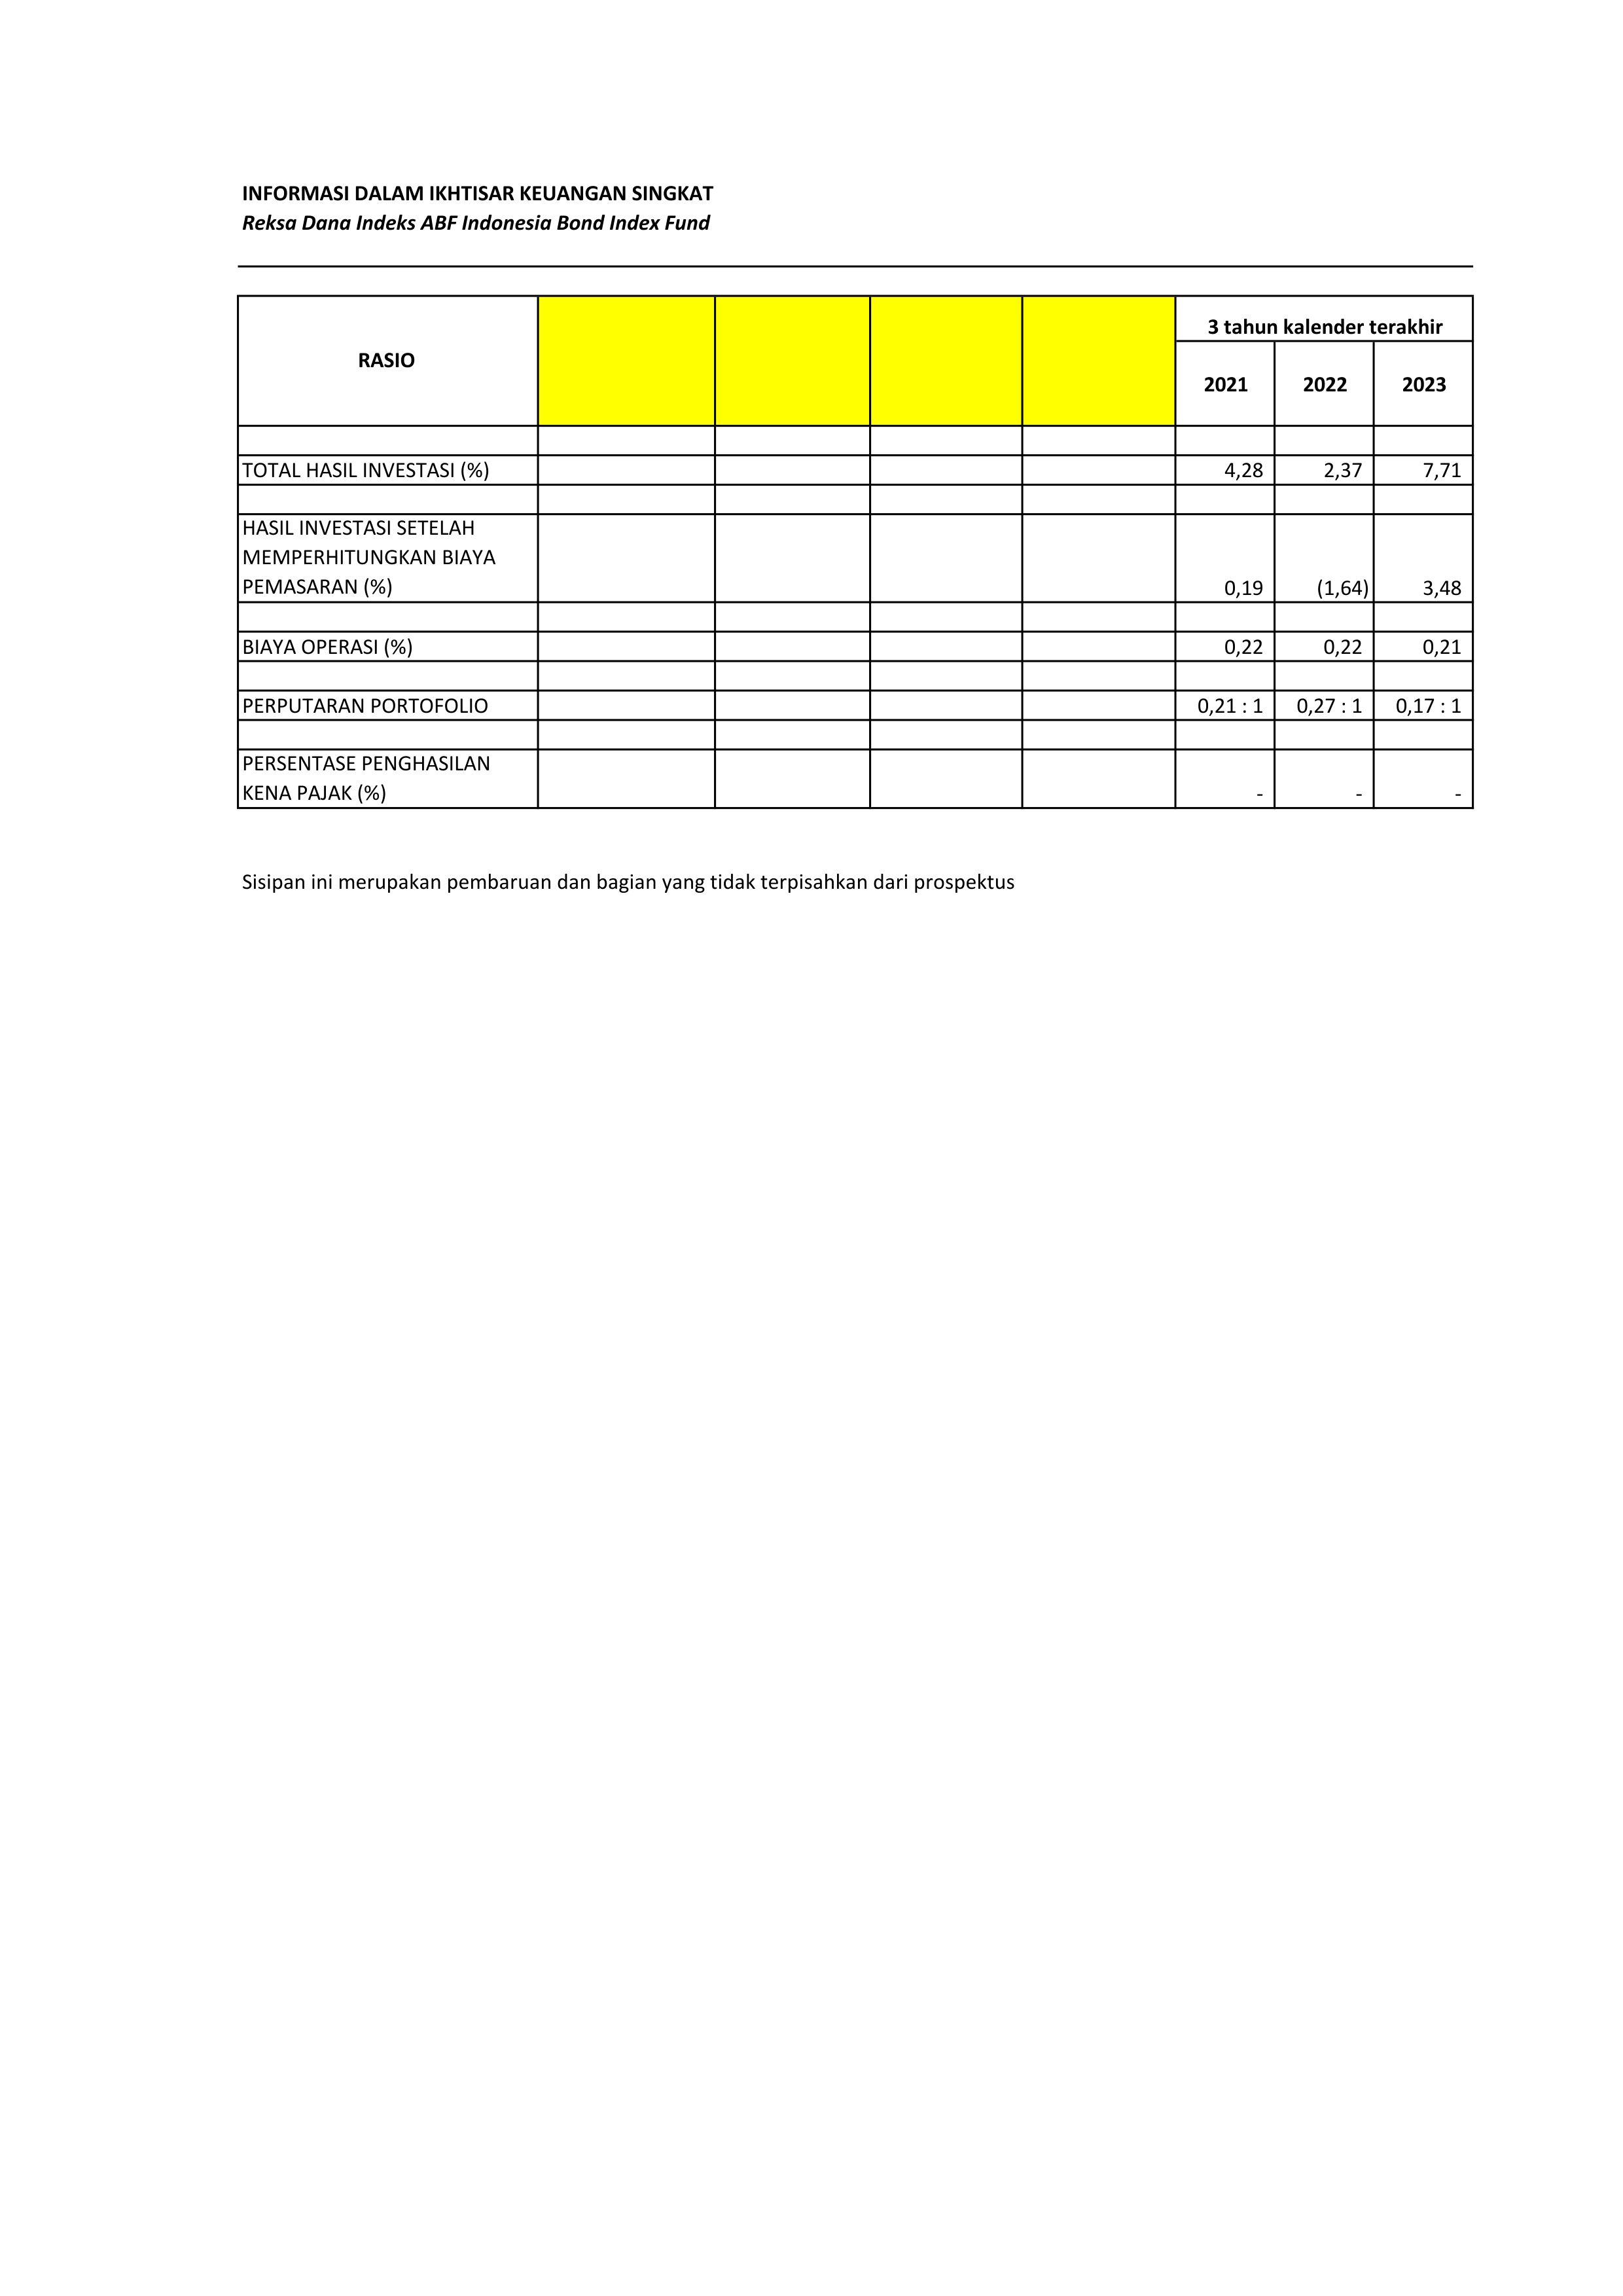 INFORMASI DALAM IKHTISAR KEUANGAN SINGKAT
Reksa Dana Indeks ABF Indonesia Bond Index Fund
RASIO
3 tahun kalender terakhir
2021 2022 2023
TOTAL HASIL INVESTASI (%) 4,28 2,37 7,71
HASIL INVESTASI SETELAH
MEMPERHITUNGKAN BIAYA
PEMASARAN (%) 0,19 (1,64) 3,48
BIAYA OPERASI (%) 0,22 0,22 0,21
PERPUTARAN PORTOFOLIO 0,21 : 1 0,27 : 1 0,17 : 1
PERSENTASE PENGHASILAN
KENA PAJAK (%) - - -
Sisipan ini merupakan pembaruan dan bagian yang tidak terpisahkan dari prospektus